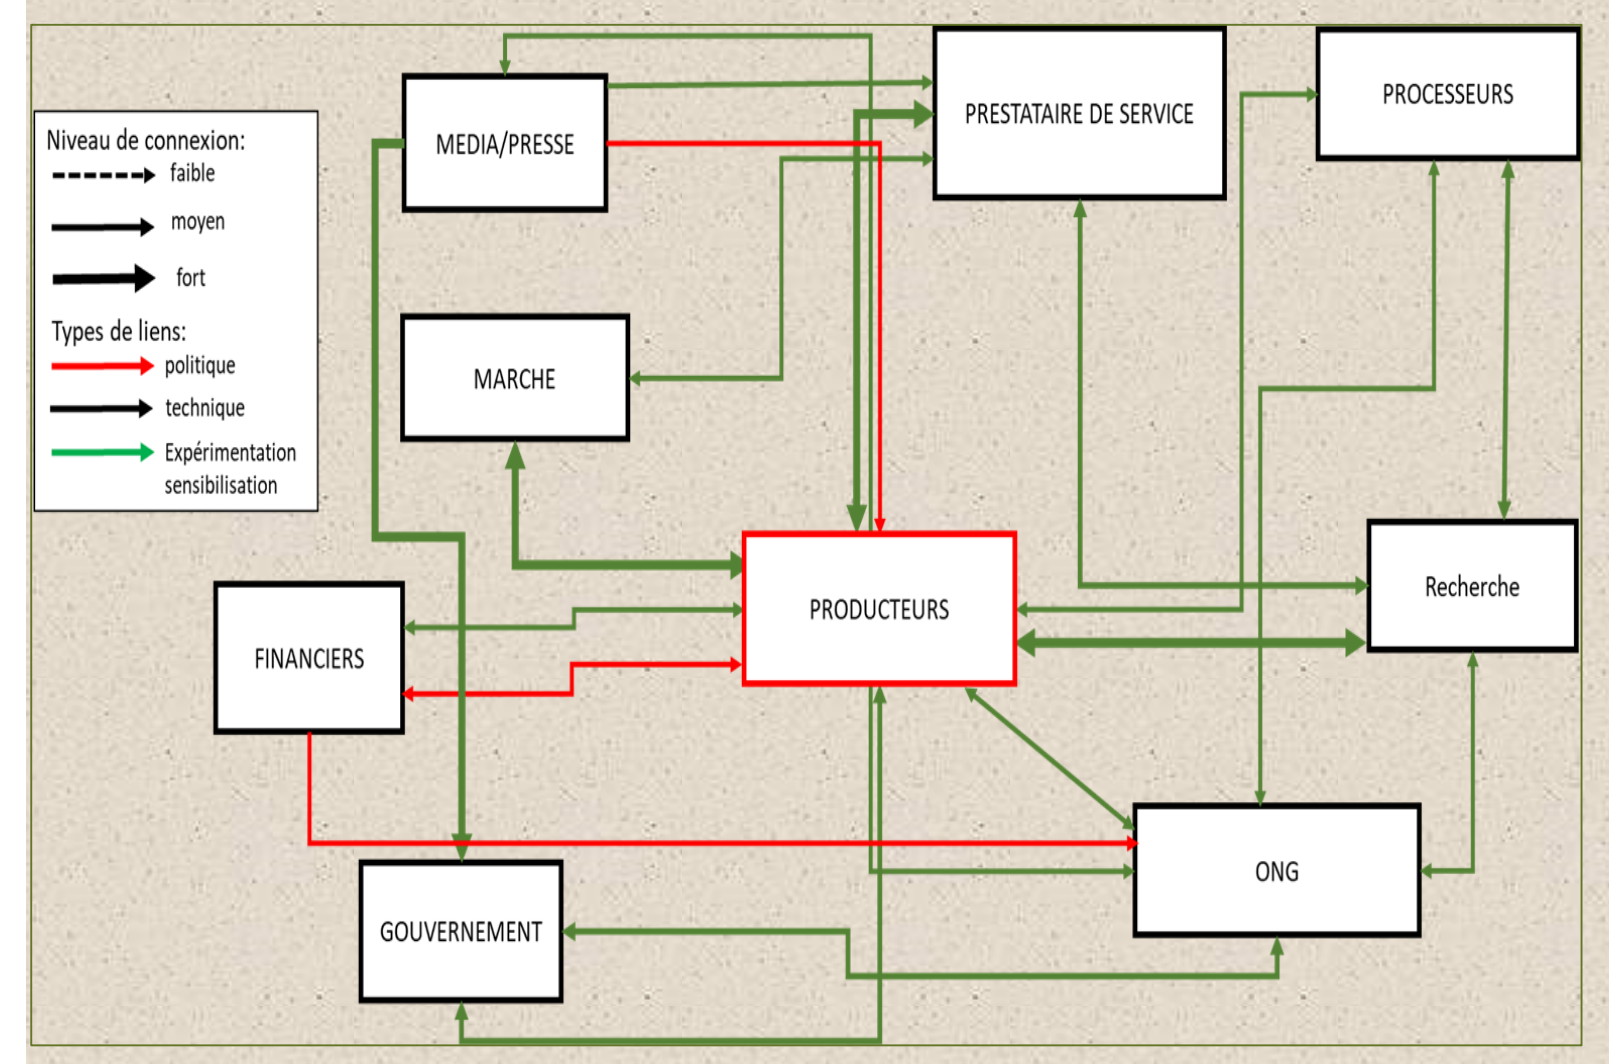 PROCESSEURS
PRESTATAIRE DE SERVICE
MEDIA/PRESSE
Niveau de connexion:
faible
moyen
fort
Types de liens:
politique
technique
Expérimentation
sensibilisation
MARCHE
Recherche
PRODUCTEURS
FINANCIERS
ONG
GOUVERNEMENT